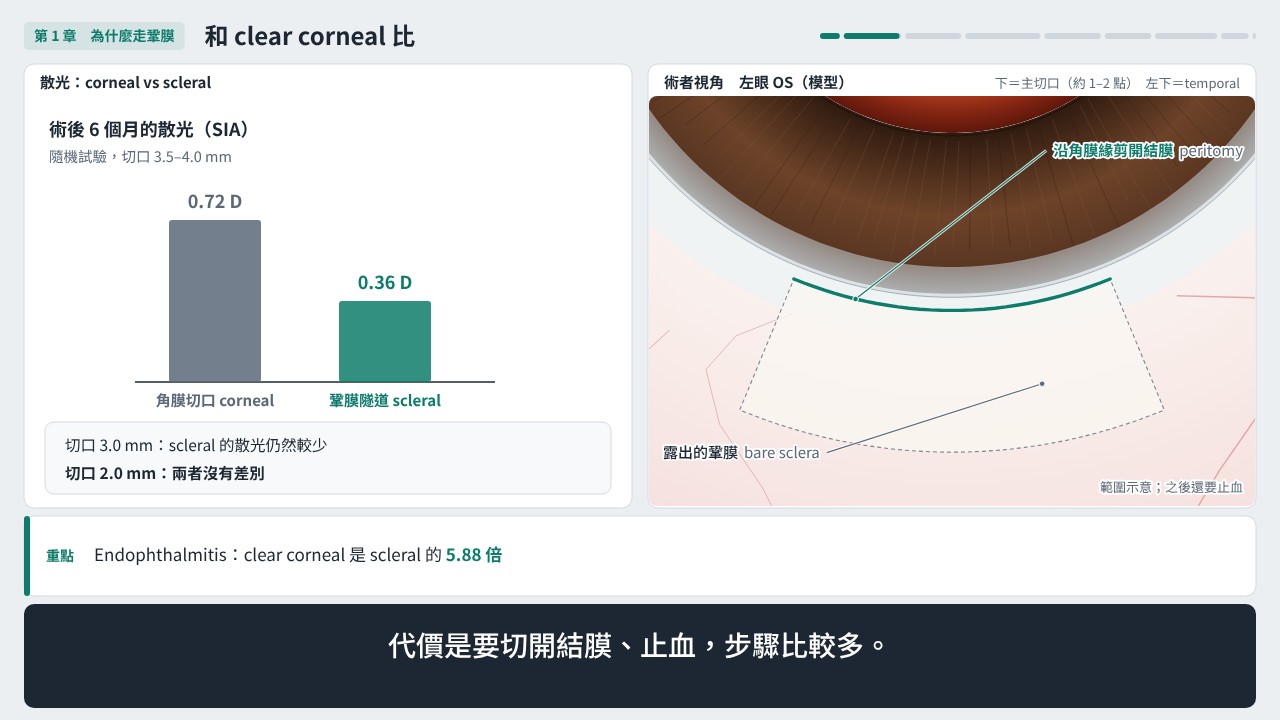 第 1 章　為什麼走鞏膜
和 clear corneal 比
散光：corneal vs scleral
術後 6 個月的散光（SIA）
隨機試驗，切口 3.5–4.0 mm
0.72 D
0.36 D
角膜切口 corneal
鞏膜隧道 scleral
切口 3.0 mm：scleral 的散光仍然較少
切口 2.0 mm：兩者沒有差別
術者視角　左眼 OS（模型）
下＝主切口（約 1–2 點）　左下＝temporal
沿角膜緣剪開結膜 peritomy
露出的鞏膜 bare sclera
範圍示意；之後還要止血
重點　Endophthalmitis：clear corneal 是 scleral 的 5.88 倍
代價是要切開結膜、止血，步驟比較多。